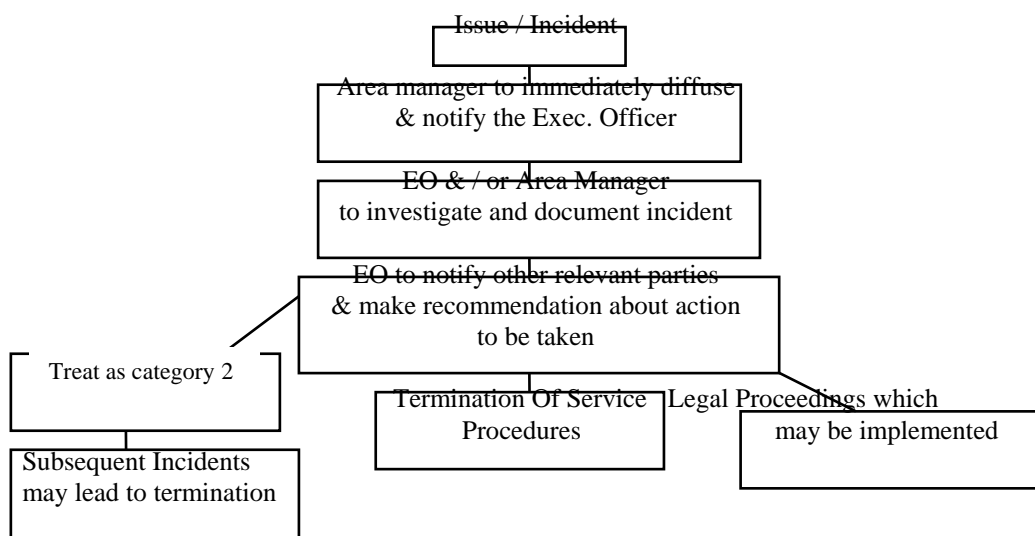 Issue / Incident
Area manager to immediately diffuse
& notify the Exec. Officer
EO & / or Area Manager
to investigate and document incident
EO to notify other relevant parties
& make recommendation about action
to be taken
Treat as category 2
Termination Of Service
Procedures
Legal Proceedings which
may be implemented
Subsequent Incidents
may lead to termination